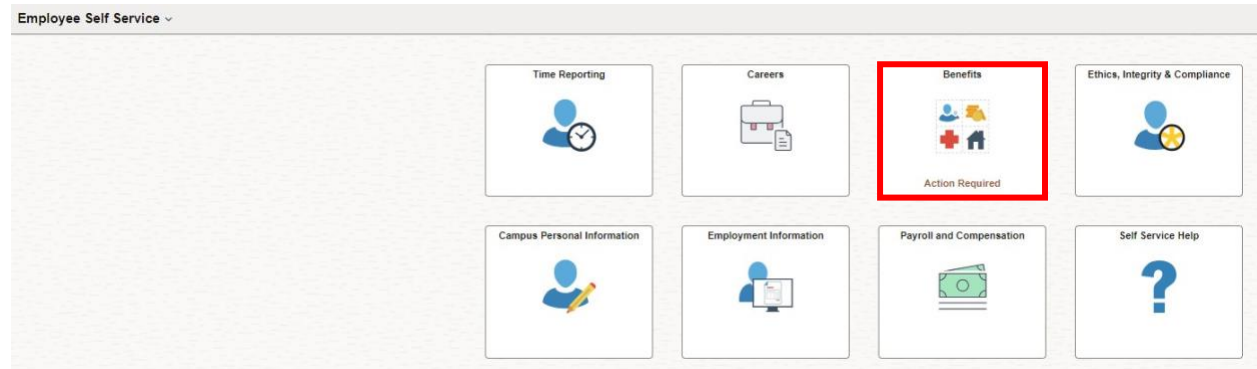 Employee Self Service
Time Reporting
Careers
Benefits
Action Required
Ethics, Integrity & Compliance
Campus Personal Information
Employment Information
Payroll and Compensation
Self Service Help
?